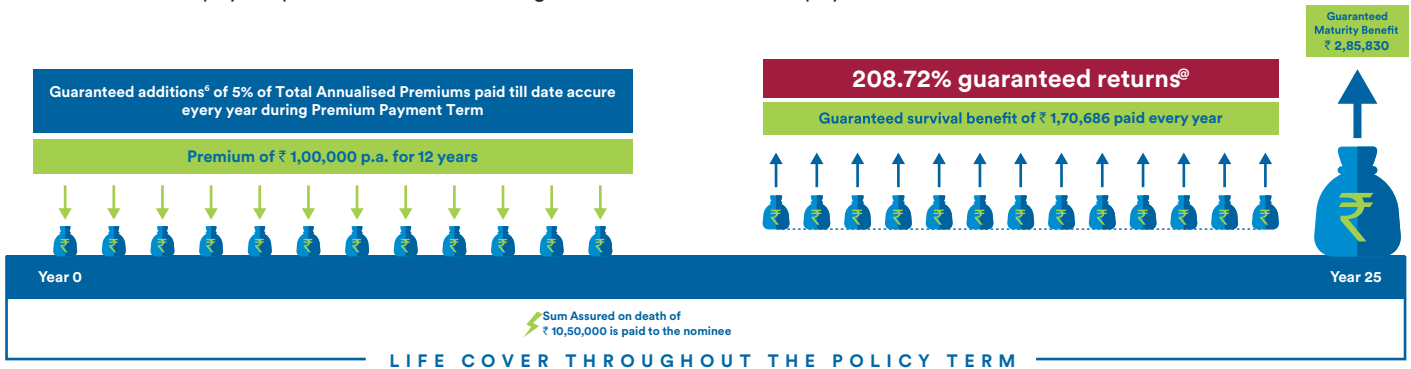 Guaranteed
Maturity Benefit
₹ 2,85,830
Guaranteed additions⁶ of 5% of Total Annualised Premiums paid till date accure
eyery year during Premium Payment Term
Premium of ₹ 1,00,000 p.a. for 12 years
208.72% guaranteed returns@
Guaranteed survival benefit of ₹ 1,70,686 paid every year
Year 0
Year 25
Sum Assured on death of
₹ 10,50,000 is paid to the nominee
LIFE COVER THROUGHOUT THE POLICY TERM